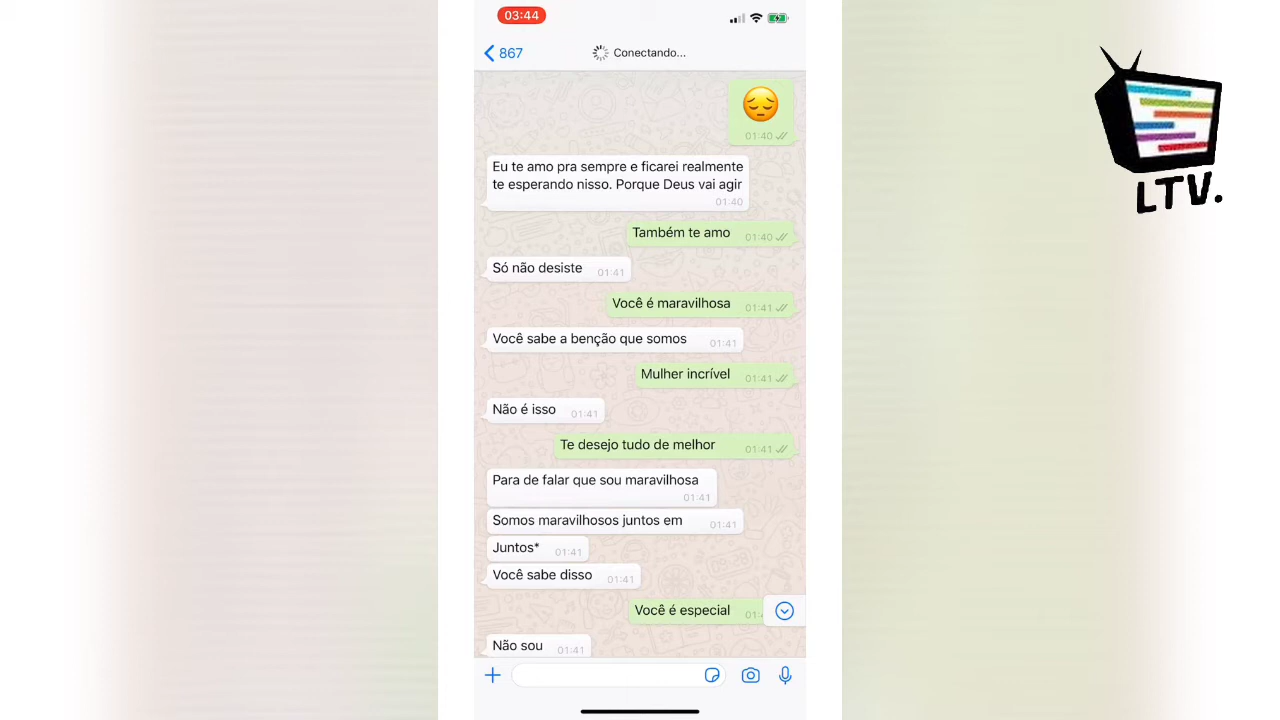 03:44
867
Conectando...
01:40
Eu te amo pra sempre e ficarei realmente
te esperando nisso. Porque Deus vai agir
01:40
Também te amo 01:40
Só não desiste 01:41
Você é maravilhosa 01:41
Você sabe a benção que somos 01:41
Mulher incrível 01:41
Não é isso 01:41
Te desejo tudo de melhor 01:41
Para de falar que sou maravilhosa
01:41
Somos maravilhosos juntos em 01:41
Juntos* 01:41
Você sabe disso 01:41
Você é especial
Não sou 01:41
LTV.